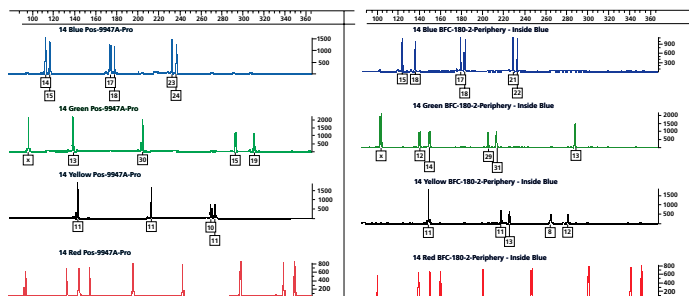 100 120 140 160 180 200 220 240 260 280 300 320 340 360
14 Blue Pos-9947A-Pro
1500
1000
500
14 17 23
15 18 24
14 Green Pos-9947A-Pro
2000
1500
1000
500
x 13 30 15 19
14 Yellow Pos-9947A-Pro
1500
1000
500
11 11 10
11
14 Red Pos-9947A-Pro
800
600
400
200
100 120 140 160 180 200 220 240 260 280 300 320 340 360
14 Blue BFC-180-2-Periphery - Inside Blue
900
600
300
15 18 17 21
18 22
14 Green BFC-180-2-Periphery - Inside Blue
2000
1500
1000
500
x 12 29 13
14 31
14 Yellow BFC-180-2-Periphery - Inside Blue
1500
1000
500
11 11 8 12
13
14 Red BFC-180-2-Periphery - Inside Blue
800
600
400
200